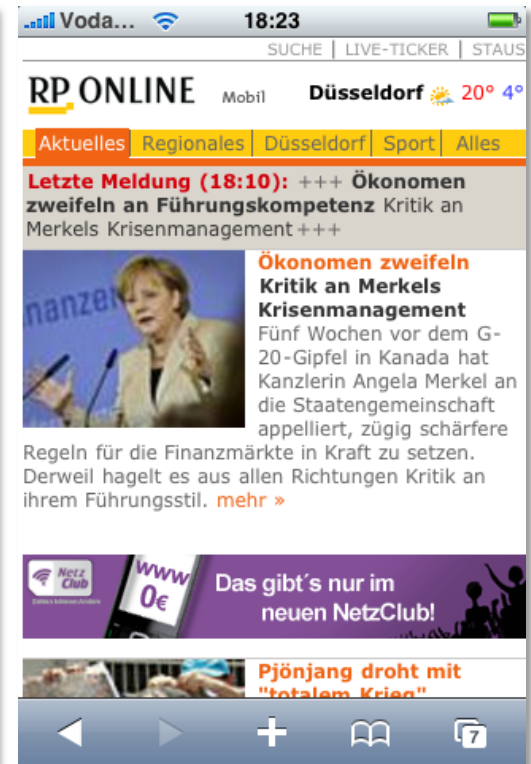 Voda... 18:23
SUCHE | LIVE-TICKER | STAUS
RP ONLINE Mobil Düsseldorf 20° 4°
Aktuelles | Regionales | Düsseldorf | Sport | Alles
Letzte Meldung (18:10): +++ Ökonomen
zweifeln an Führungskompetenz Kritik an
Merkels Krisenmanagement +++
inanzen
Ökonomen zweifeln
Kritik an Merkels
Krisenmanagement
Fünf Wochen vor dem G-
20-Gipfel in Kanada hat
Kanzlerin Angela Merkel an
die Staatengemeinschaft
appelliert, zügig schärfere
Regeln für die Finanzmärkte in Kraft zu setzen.
Derweil hagelt es aus allen Richtungen Kritik an
ihrem Führungsstil. mehr »
Netz
Club
www
0€
Das gibt´s nur im
neuen NetzClub!
Pjönjang droht mit
"totalem Krieg"
7